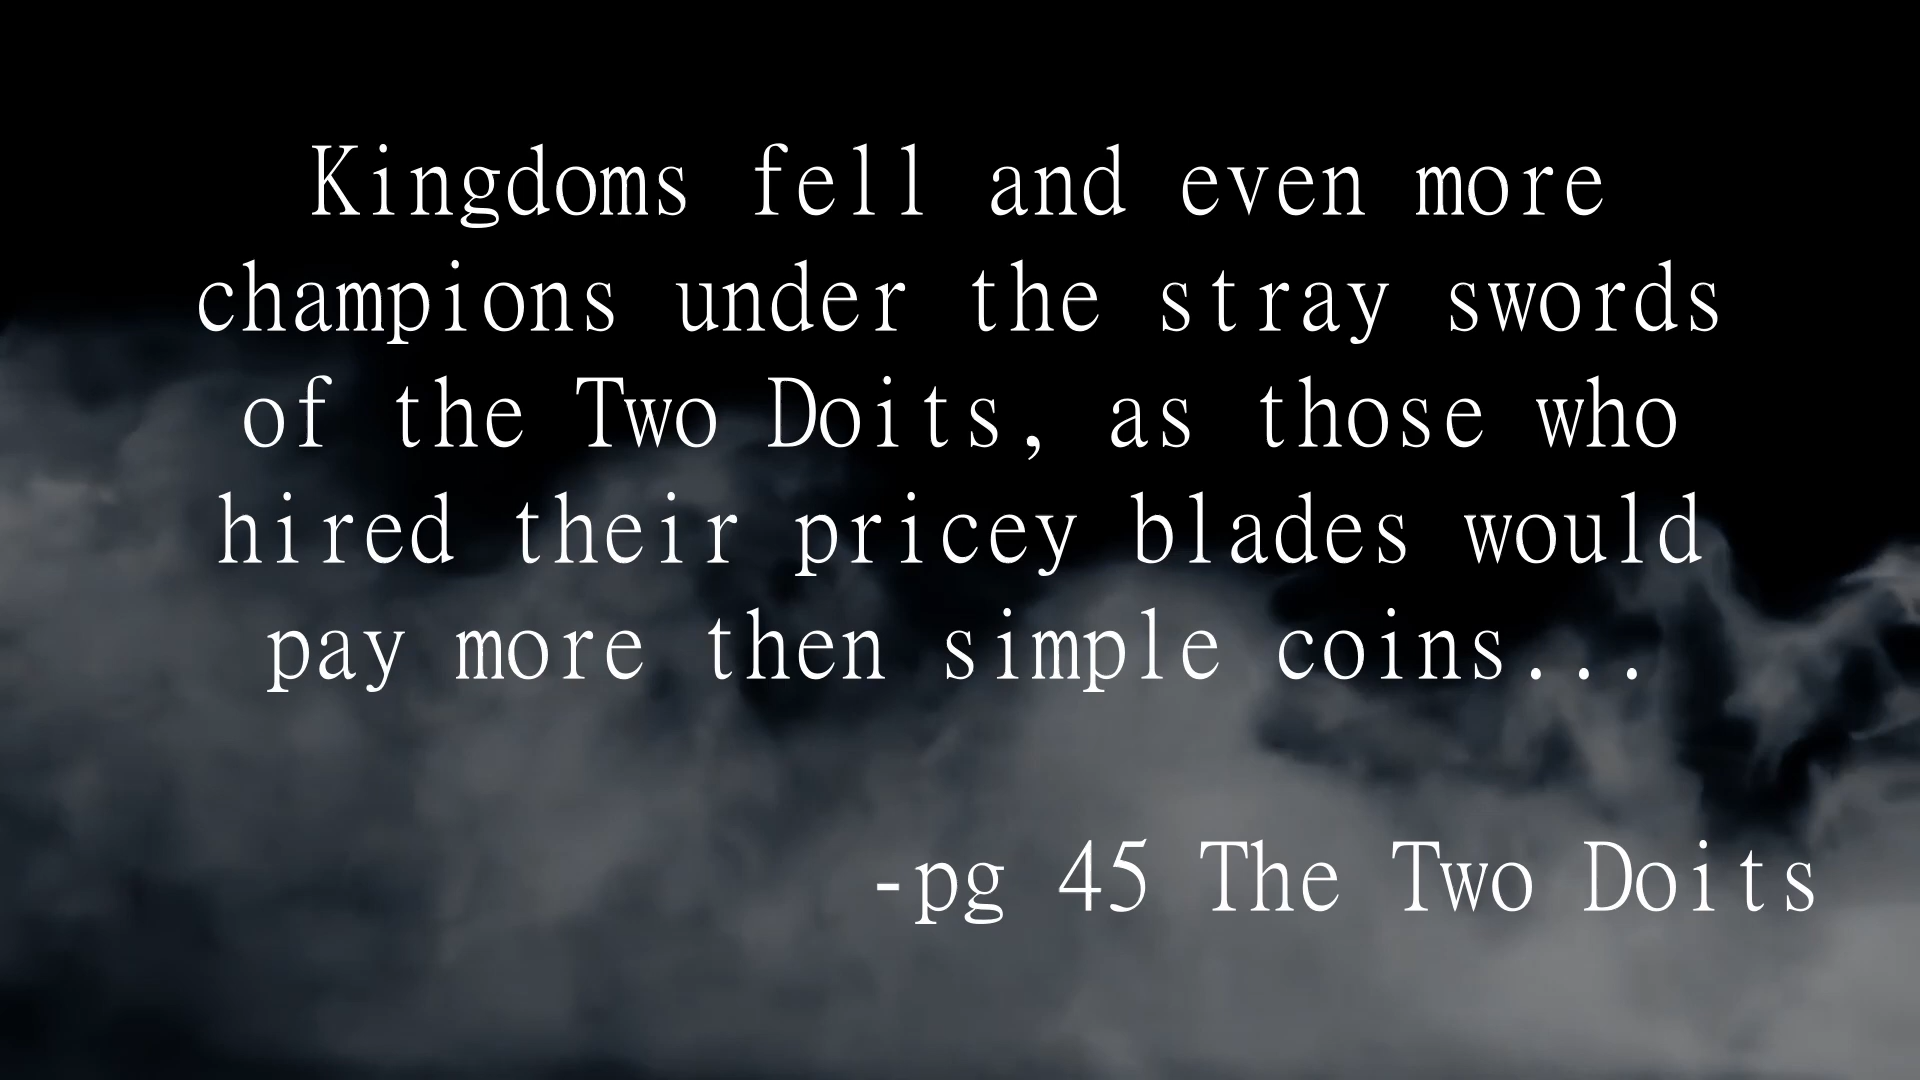 Kingdoms fell and even more
champions under the stray swords
of the Two Doits, as those who
hired their pricey blades would
pay more then simple coins...
-pg 45 The Two Doits